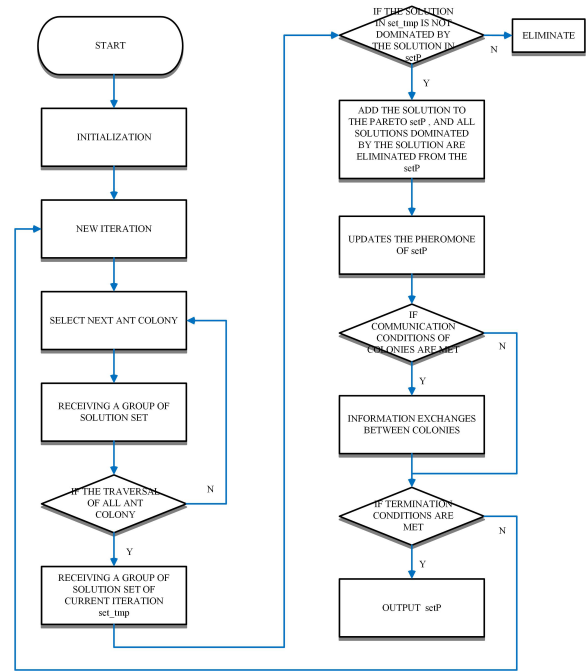 START
INITIALIZATION
NEW ITERATION
SELECT NEXT ANT COLONY
RECEIVING A GROUP OF
SOLUTION SET
IF THE TRAVERSAL
OF ALL ANT
COLONY
N
Y
RECEIVING A GROUP OF
SOLUTION SET OF
CURRENT ITERATION
set_tmp
IF THE SOLUTION
IN set_tmp IS NOT
DOMINATED BY
THE SOLUTION IN
setP
N
ELIMINATE
Y
ADD THE SOLUTION TO
THE PARETO setP , AND ALL
SOLUTIONS DOMINATED
BY THE SOLUTION ARE
ELIMINATED FROM THE
setP
UPDATES THE PHEROMONE
OF setP
IF
COMMUNICATION
CONDITIONS OF
COLONIES ARE MET
N
Y
INFORMATION EXCHANGES
BETWEEN COLONIES
IF TERMINATION
CONDITIONS ARE
MET
N
Y
OUTPUT setP